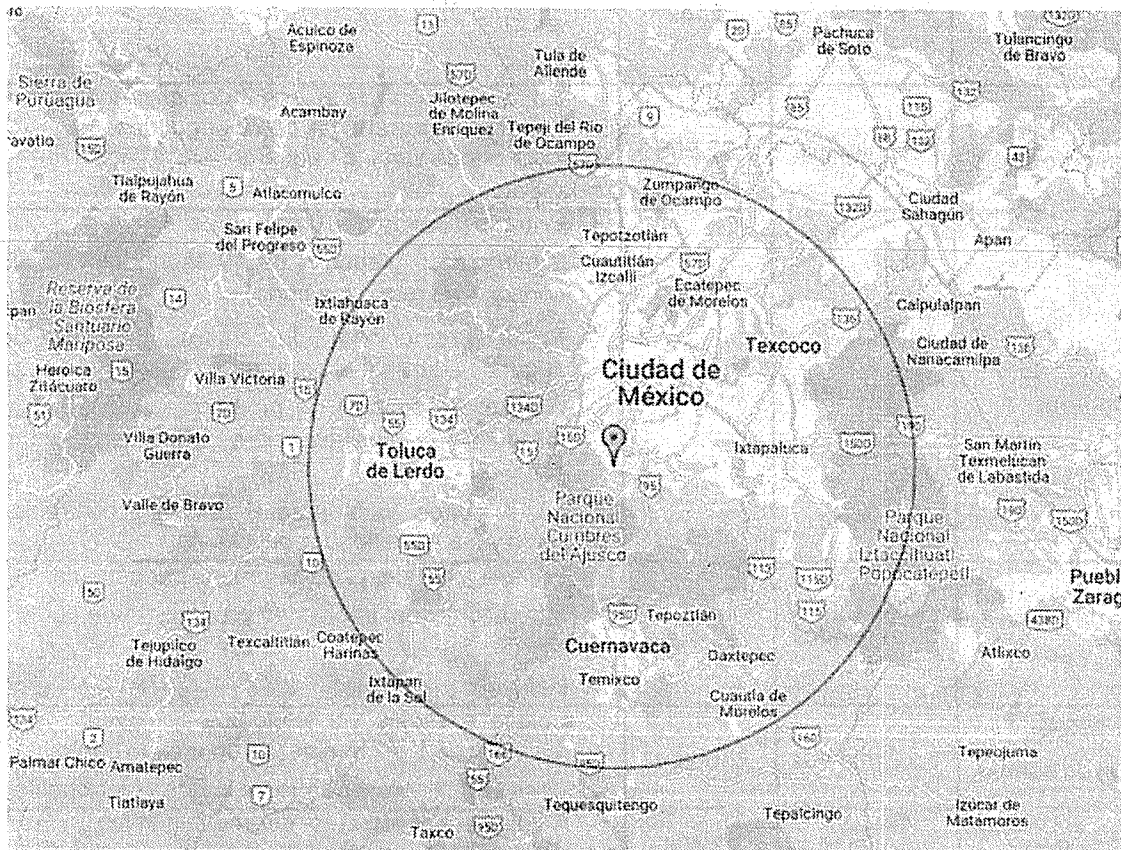 Aculco de
Espinoza
Tula de
Allende
Pachuca
de Soto
Tulancingo
de Bravo
Sierra de
Puruagua
Jilotepec
de Molina
Enríquez
Acambay
Tepeji del Río
de Ocampo
ravatío
Tlalpujahua
de Rayón
Atlacomulco
Zumpango
de Ocampo
Ciudad
Sahagún
San Felipe
del Progreso
Tepotzotlán
Apan
Cuautitlán
Izcalli
Ecatepec
de Morelos
Reserva de
la Biosfera
Santuario
Mariposa
pan
Ixtlahuaca
de Rayón
Calpulalpan
Texcoco
Ciudad de
Nanacamilpa
Heroica
Zitácuaro
Villa Victoria
Ciudad de
México
Villa Donato
Guerra
Toluca
de Lerdo
Ixtapaluca
San Martín
Texmelucan
de Labastida
Valle de Bravo
Parque
Nacional
Cumbres
del Ajusco
Parque
Nacional
Iztaccíhuatl-
Popocatépetl
Puebl
Zarag
Tejupilco
de Hidalgo
Texcaltitlán
Coatepec
Harinas
Tepoztlán
Cuernavaca
Oaxtepec
Atlixco
Ixtapan
de la Sal
Temixco
Cuautla de
Morelos
Palmar Chico
Amatepec
Tepeojuma
Tlatlaya
Tequesquitengo
Tepalcingo
Izúcar de
Matamoros
Taxco